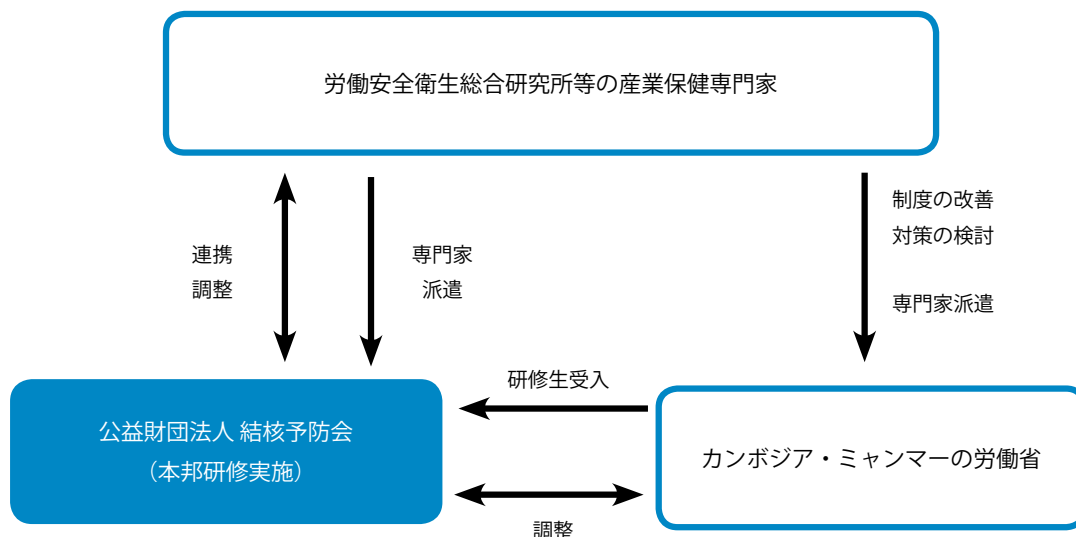 労働安全衛生総合研究所等の産業保健専門家
連携
調整
専門家
派遣
制度の改善
対策の検討
専門家派遣
研修生受入
公益財団法人 結核予防会
（本邦研修実施）
カンボジア・ミャンマーの労働省
調整